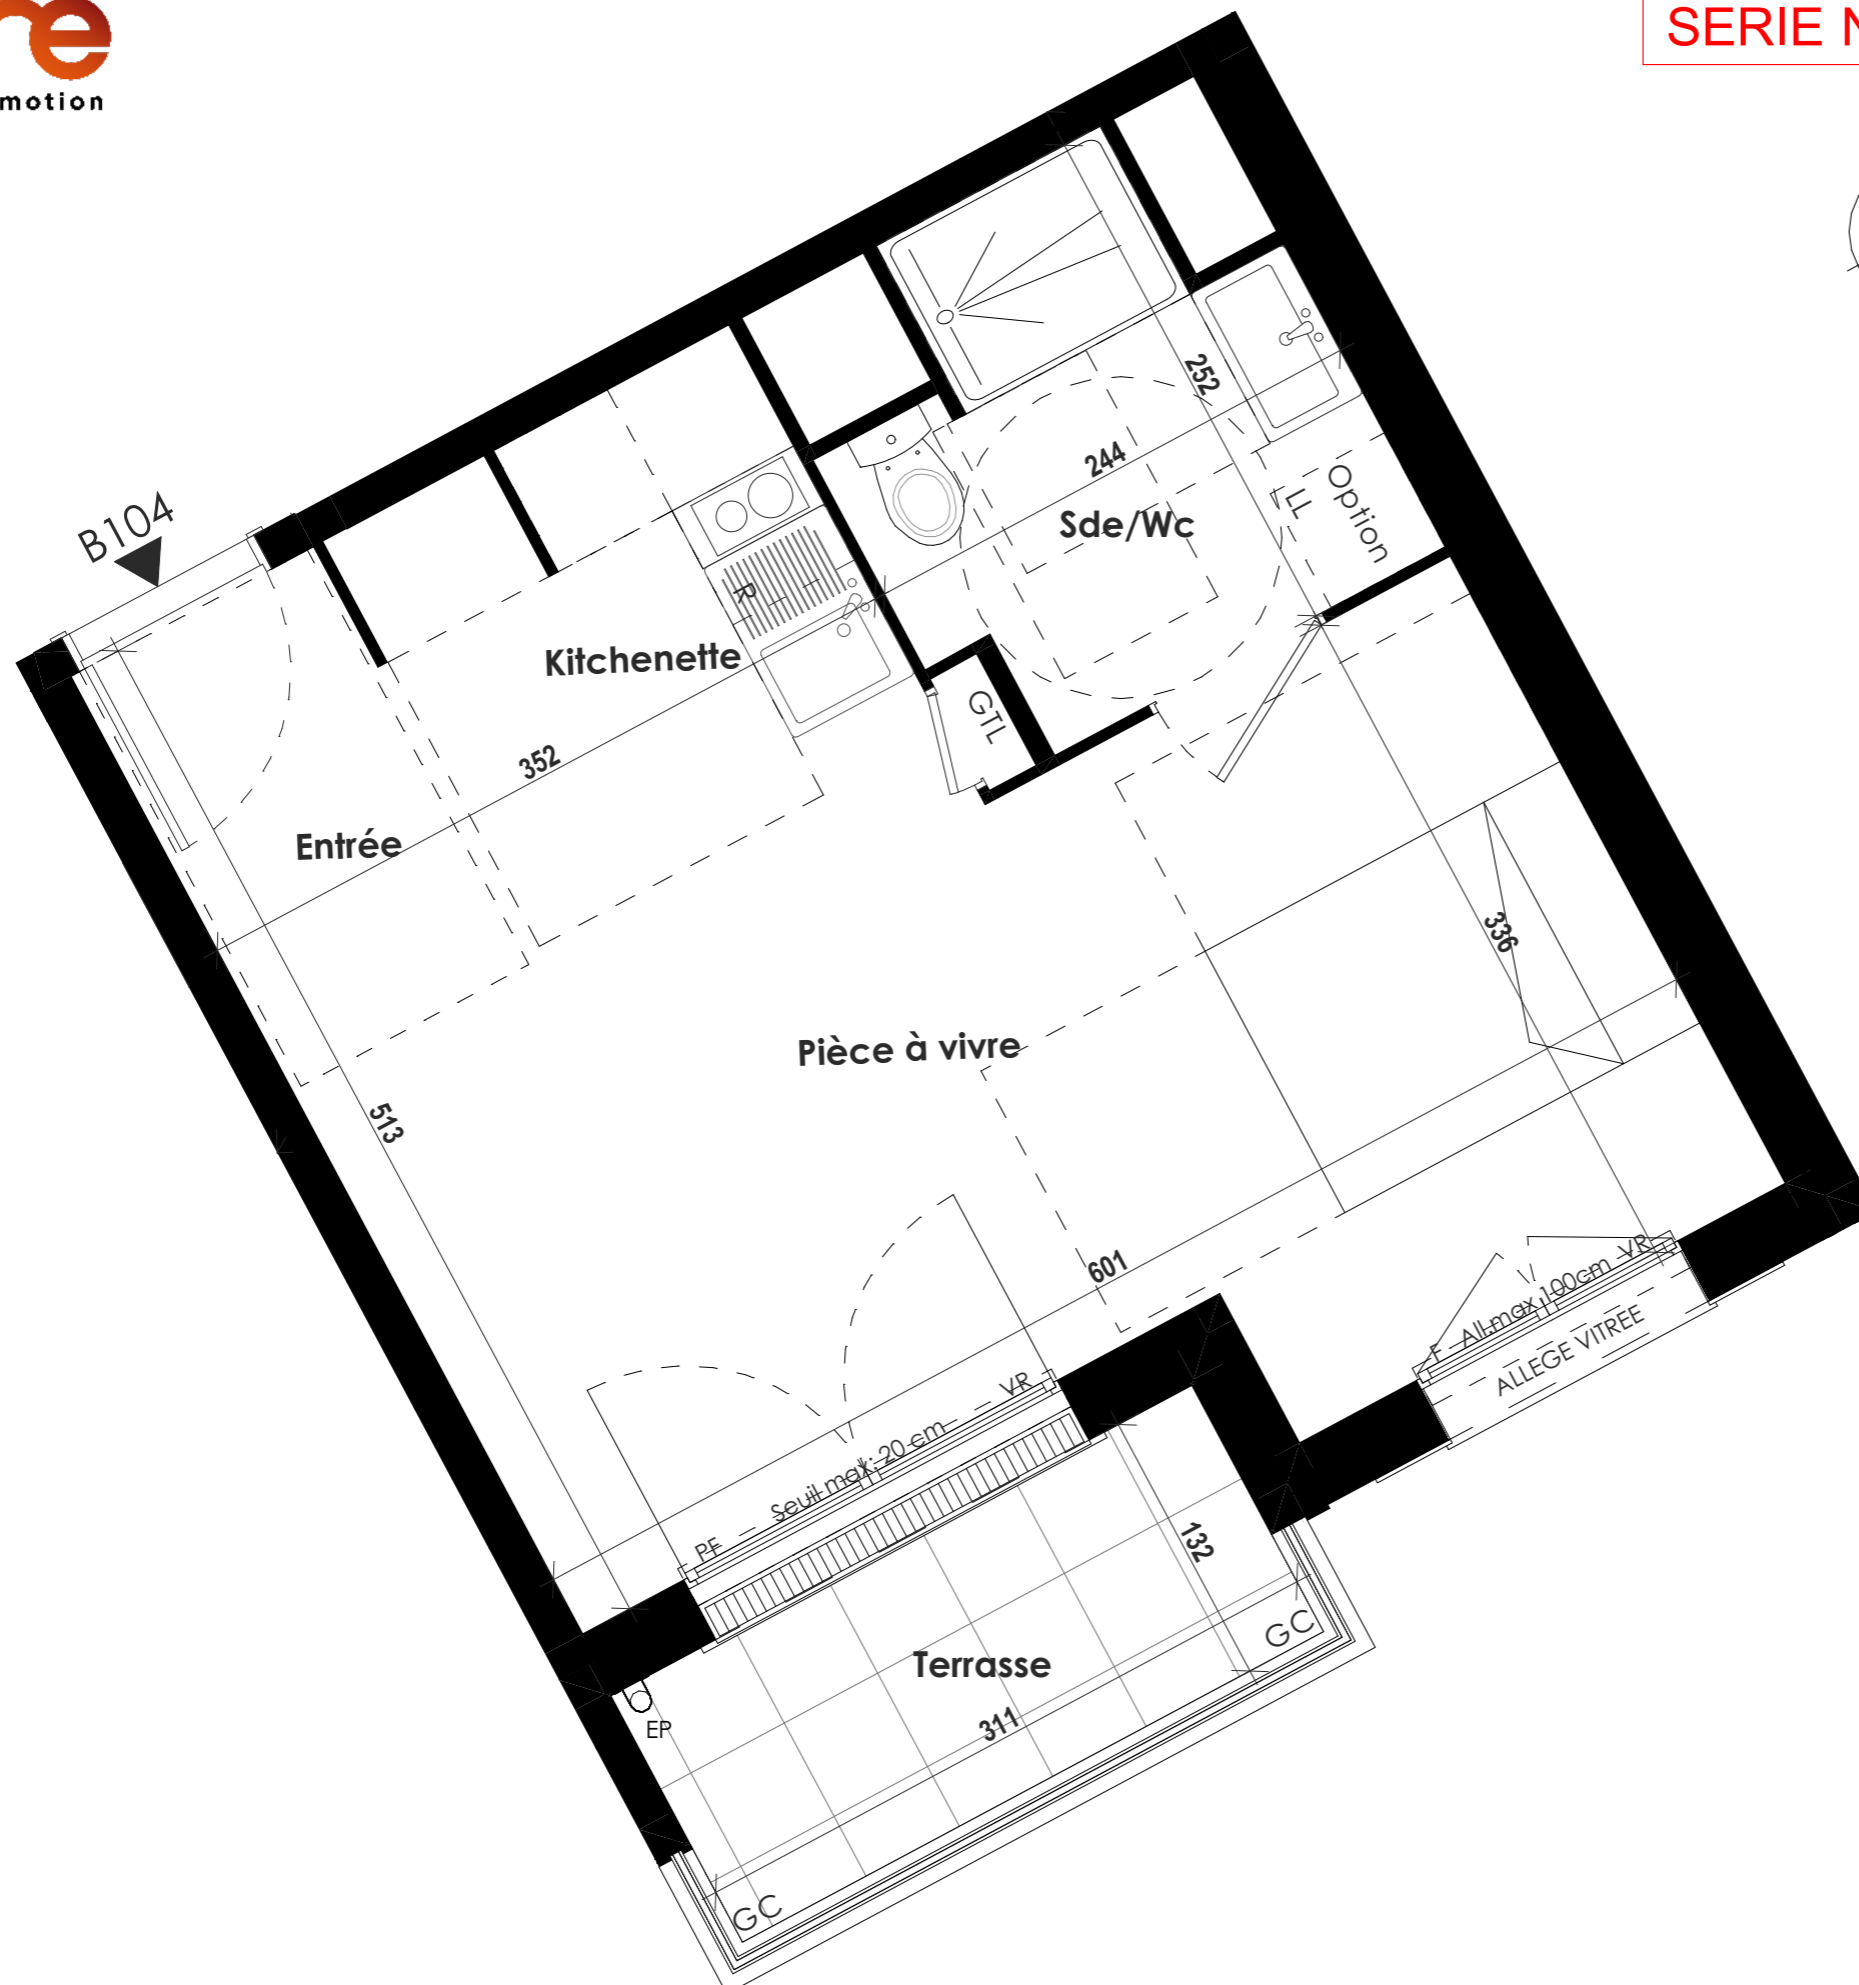 re
motion
SERIE N
B104
252
244
Option
LL
Sde/Wc
R
Kitchenette
GTL
352
Entrée
336
Pièce à vivre
513
601
VR
F All.max.100cm
ALLEGE VITREE
VR
Seuil max: 20 cm
PF
132
GC
Terrasse
311
EP
GC